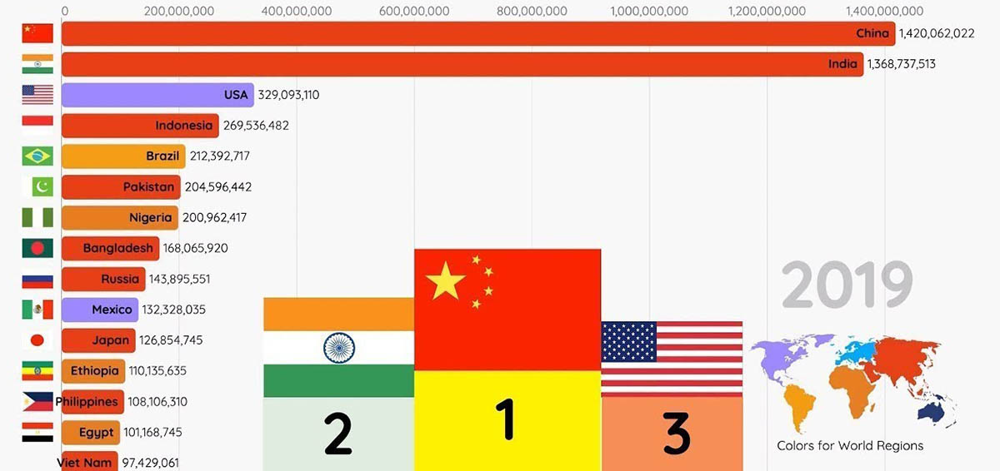 0 200,000,000 400,000,000 600,000,000 800,000,000 1,000,000,000 1,200,000,000 1,400,000,000
China 1,420,062,022
India 1,368,737,513
USA 329,093,110
Indonesia 269,536,482
Brazil 212,392,717
Pakistan 204,596,442
Nigeria 200,962,417
Bangladesh 168,065,920
Russia 143,895,551
Mexico 132,328,035
Japan 126,854,745
Ethiopia 110,135,635
Philippines 108,106,310
Egypt 101,168,745
Viet Nam 97,429,061
2 1 3
2019
Colors for World Regions